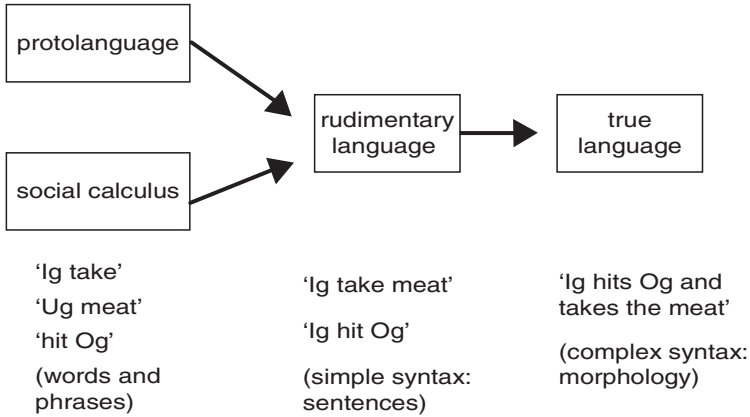 protolanguage
social calculus
rudimentary
language
true
language
‘Ig take’
‘Ug meat’
‘hit Og’
(words and
phrases)
‘Ig take meat’
‘Ig hit Og’
(simple syntax:
sentences)
‘Ig hits Og and
takes the meat’
(complex syntax:
morphology)